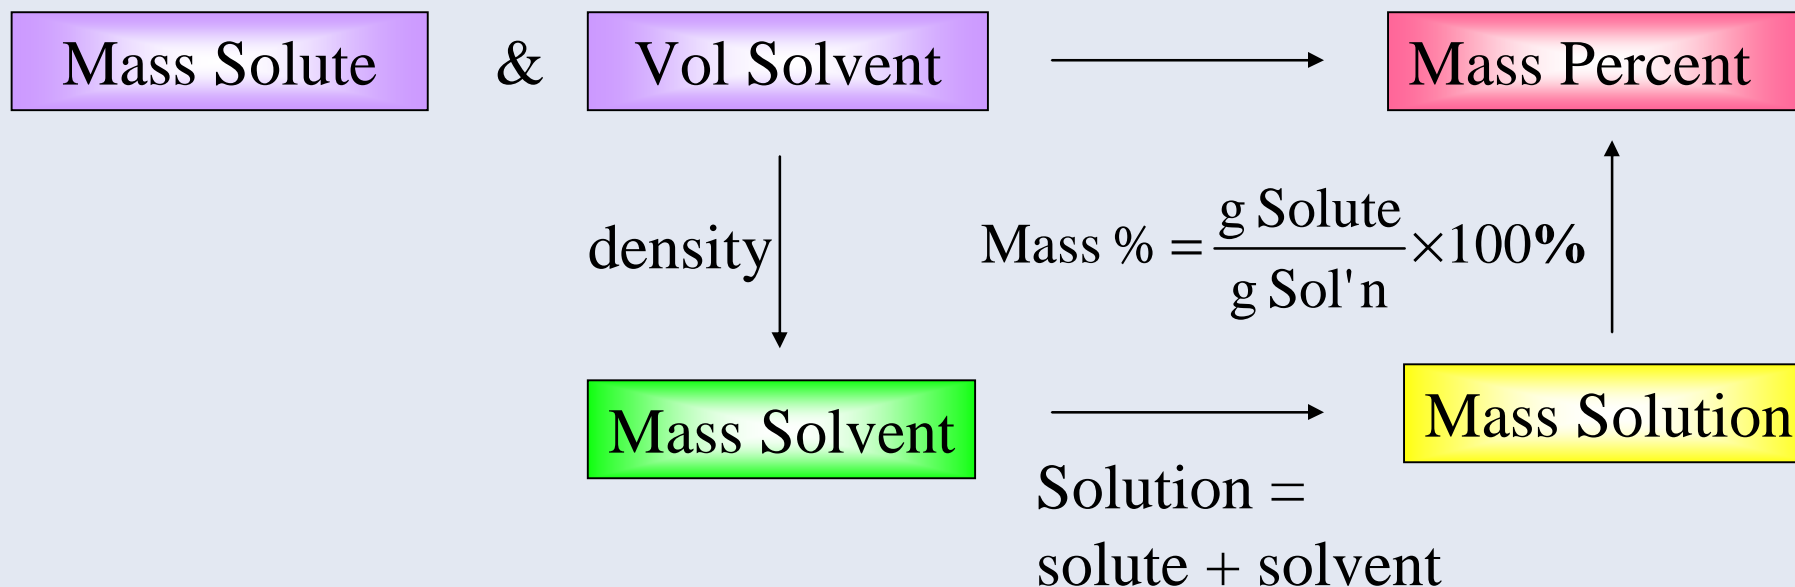 Mass Solute & Vol Solvent Mass Percent
density
Mass % = g Solute / g Sol'n ×100%
Mass Solvent
Mass Solution
Solution =
solute + solvent